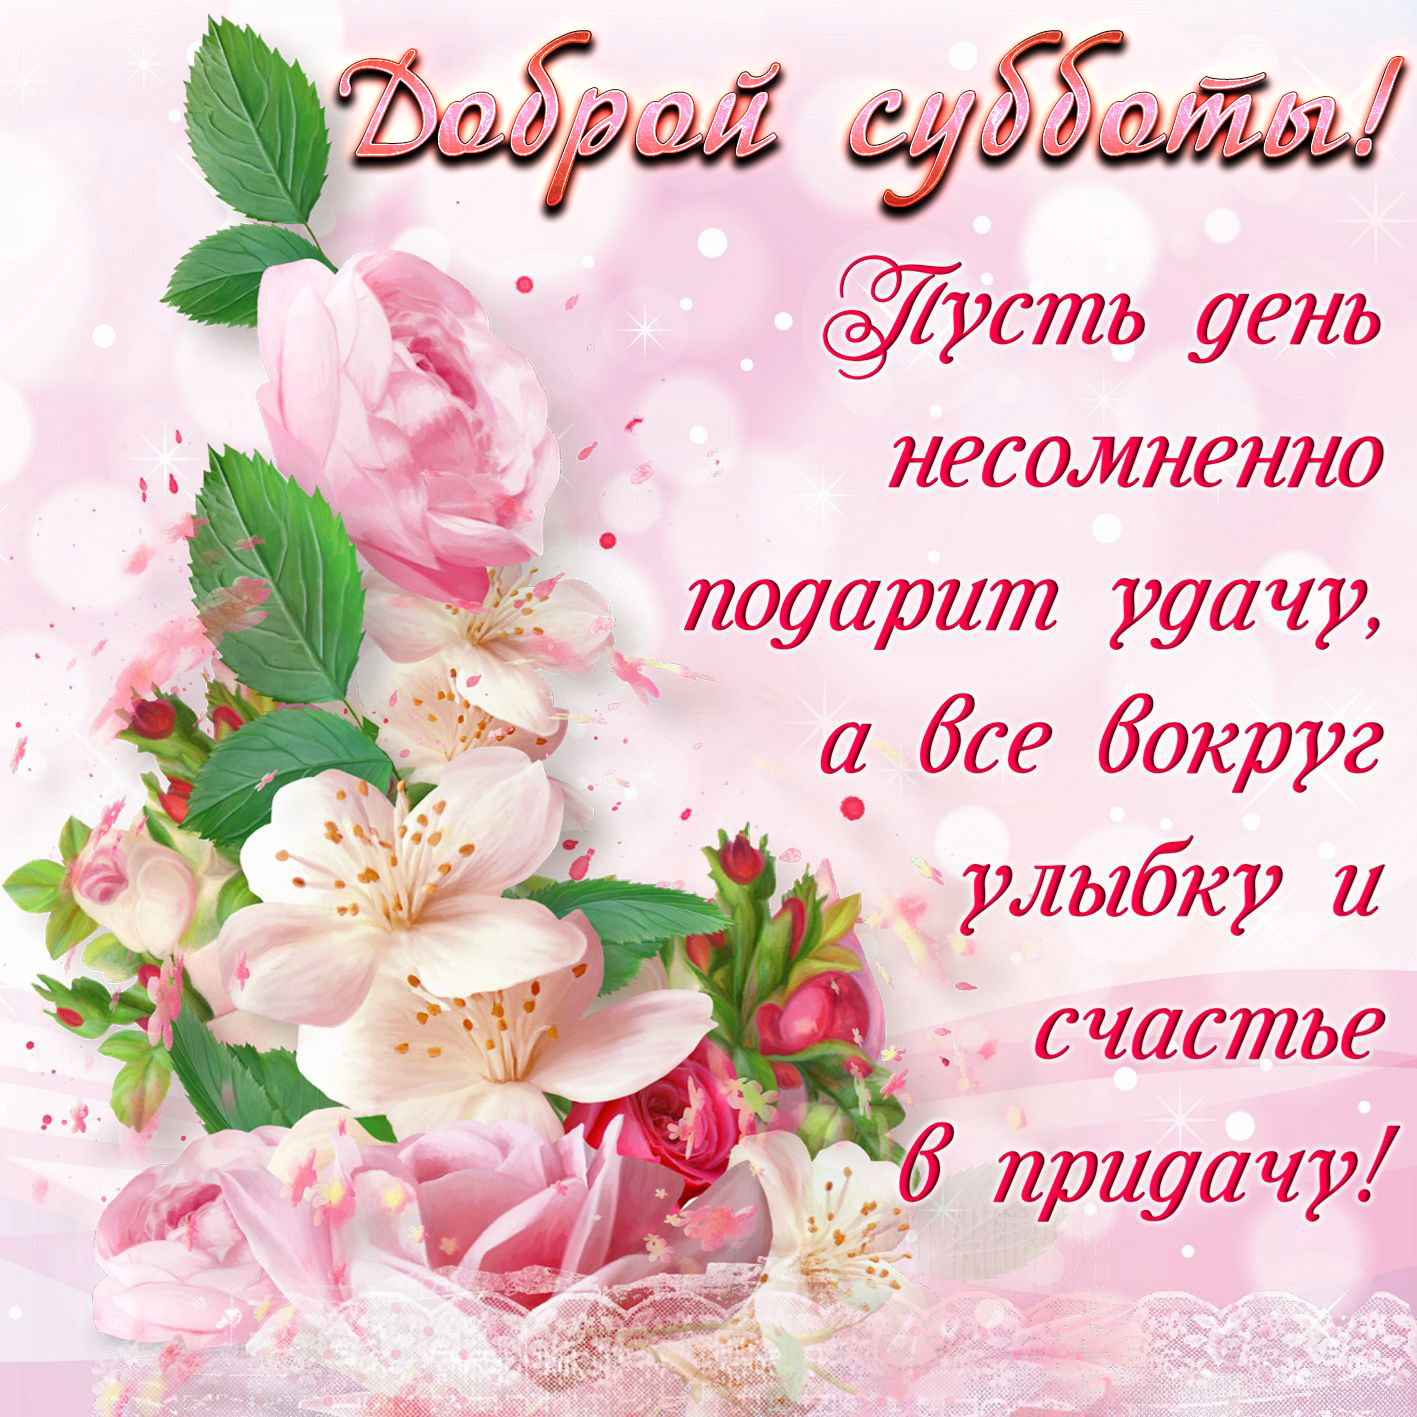 Доброй субботы!
Пусть день
несомненно
подарит удачу,
а все вокруг
улыбку и
счастье
в придачу!